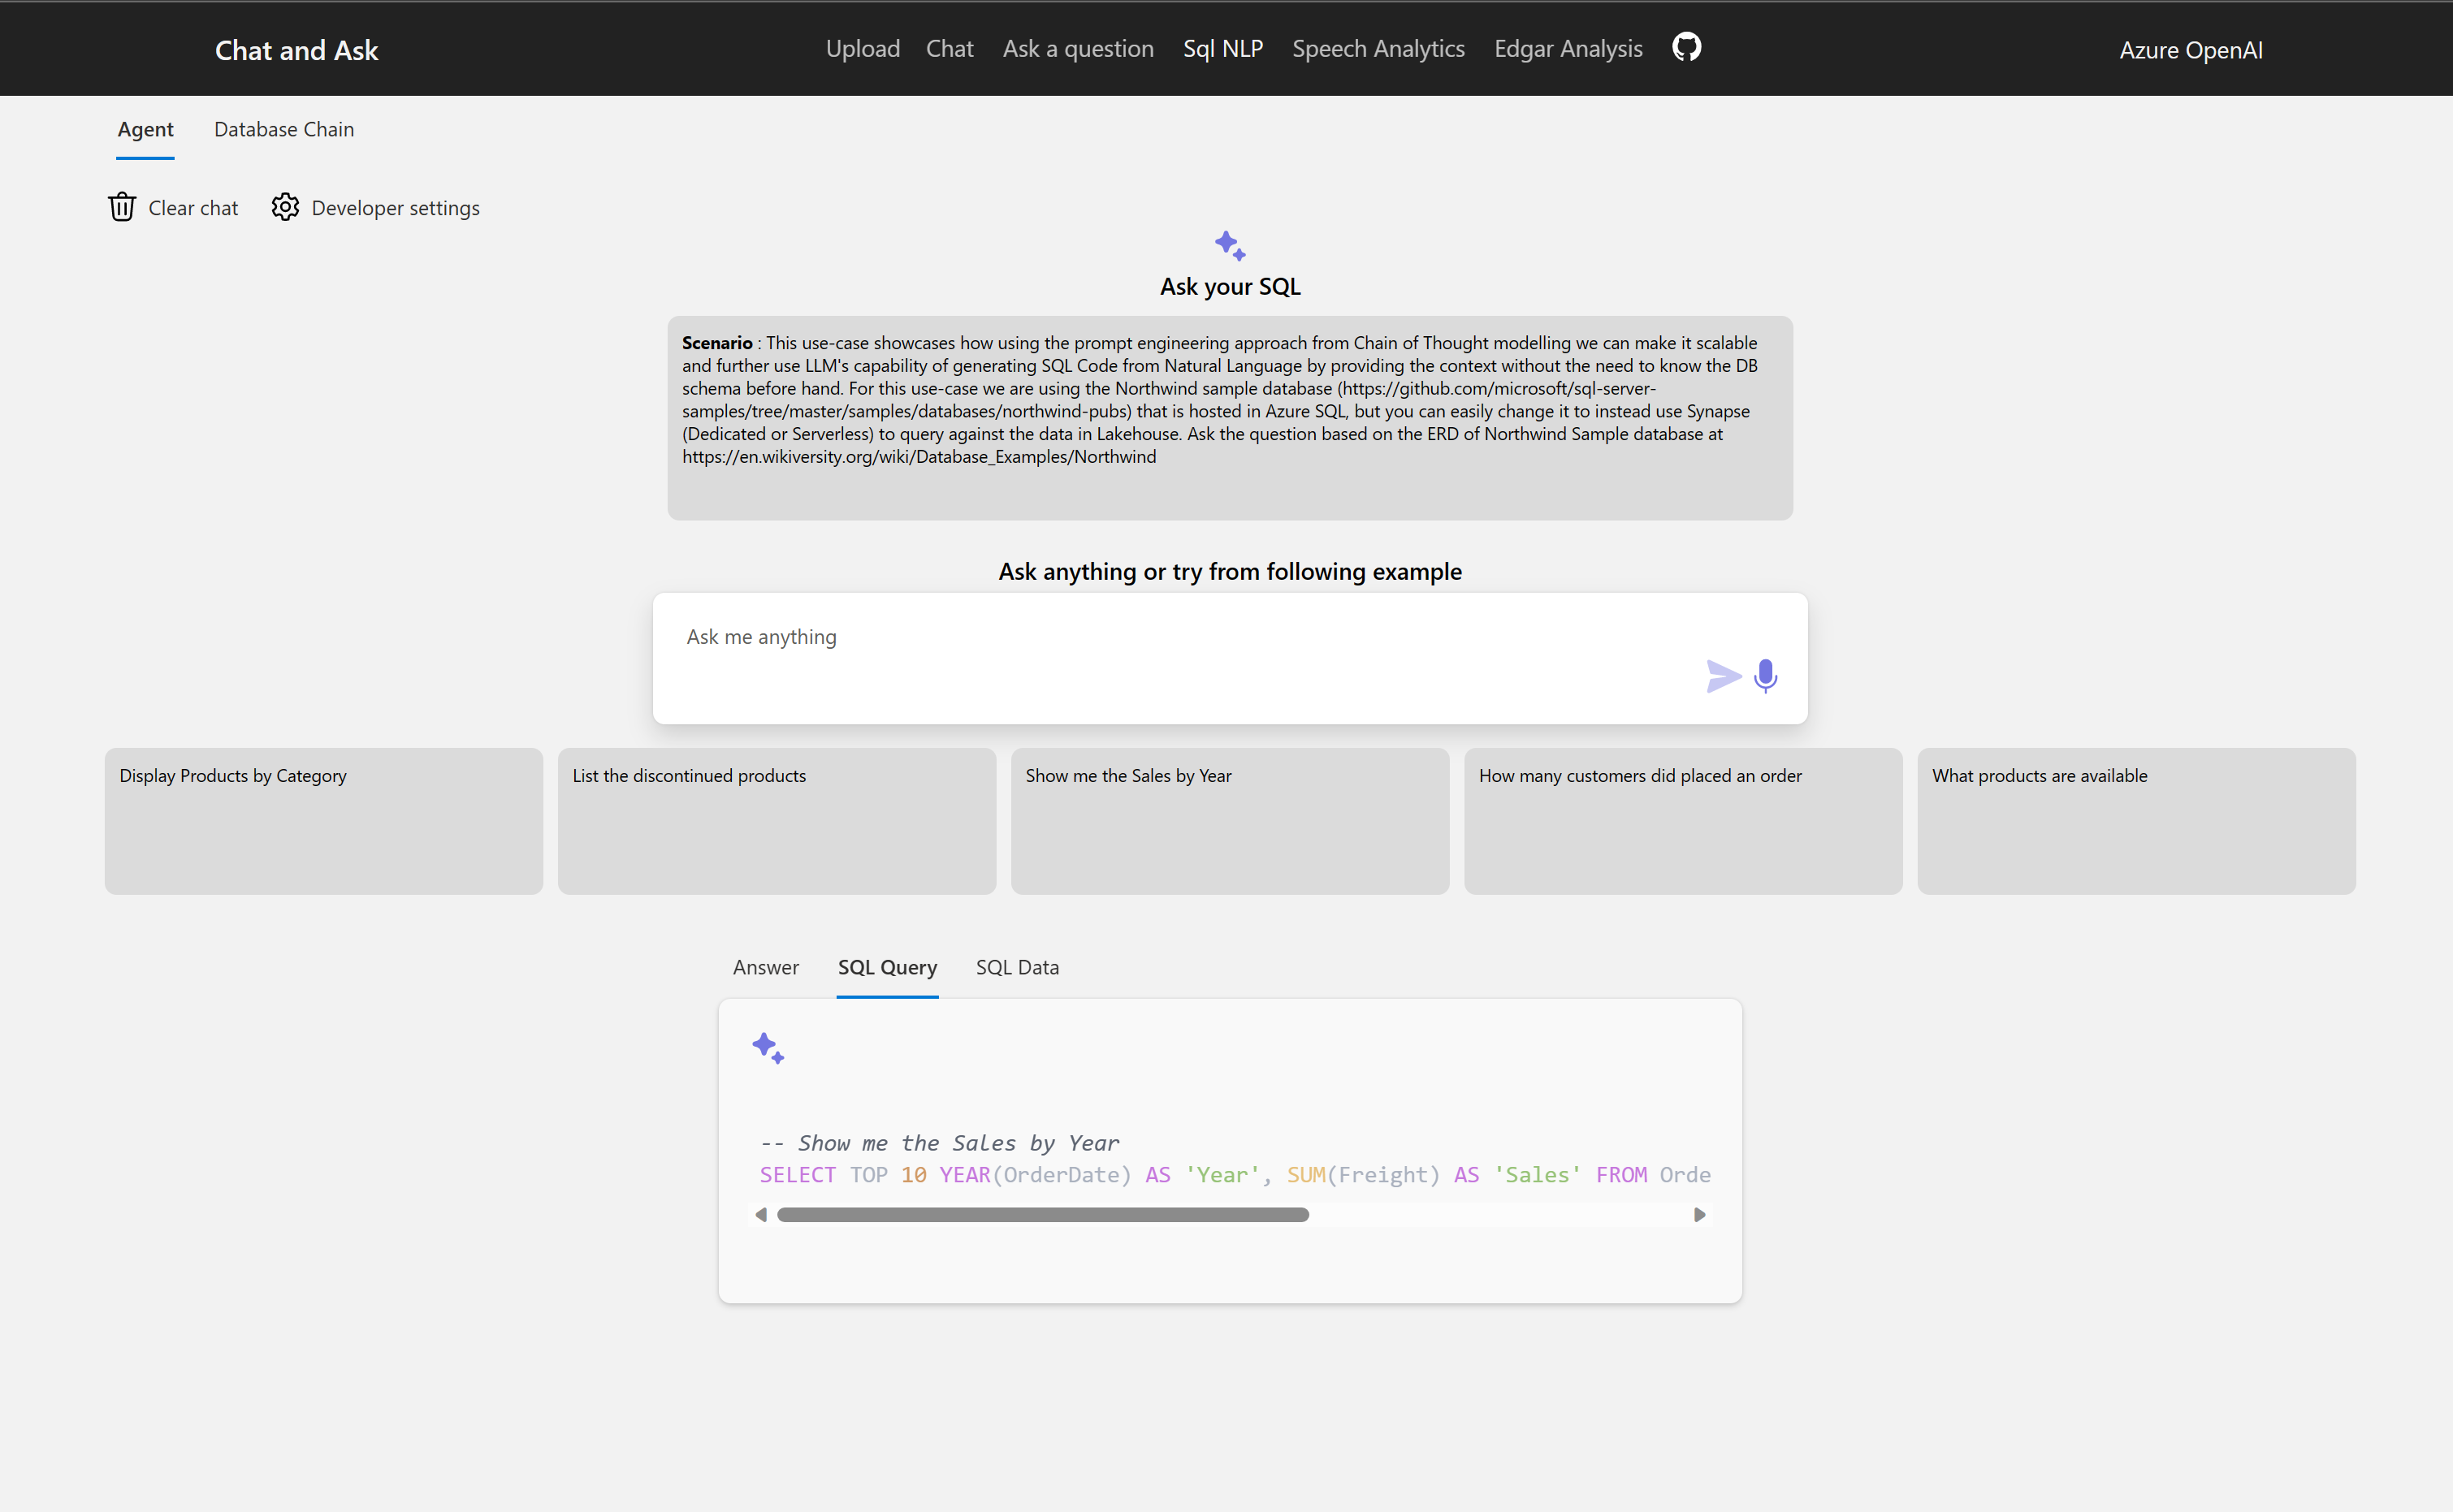 Chat and Ask
Upload
Chat
Ask a question
Sql NLP
Speech Analytics
Edgar Analysis
Azure OpenAI
Agent
Database Chain
Clear chat
Developer settings
Ask your SQL
Scenario : This use-case showcases how using the prompt engineering approach from Chain of Thought modelling we can make it scalable
and further use LLM's capability of generating SQL Code from Natural Language by providing the context without the need to know the DB
schema before hand. For this use-case we are using the Northwind sample database (https://github.com/microsoft/sql-server-
samples/tree/master/samples/databases/northwind-pubs) that is hosted in Azure SQL, but you can easily change it to instead use Synapse
(Dedicated or Serverless) to query against the data in Lakehouse. Ask the question based on the ERD of Northwind Sample database at
https://en.wikiversity.org/wiki/Database_Examples/Northwind
Ask anything or try from following example
Ask me anything
Display Products by Category
List the discontinued products
Show me the Sales by Year
How many customers did placed an order
What products are available
Answer
SQL Query
SQL Data
-- Show me the Sales by Year
SELECT TOP 10 YEAR(OrderDate) AS 'Year', SUM(Freight) AS 'Sales' FROM Orde